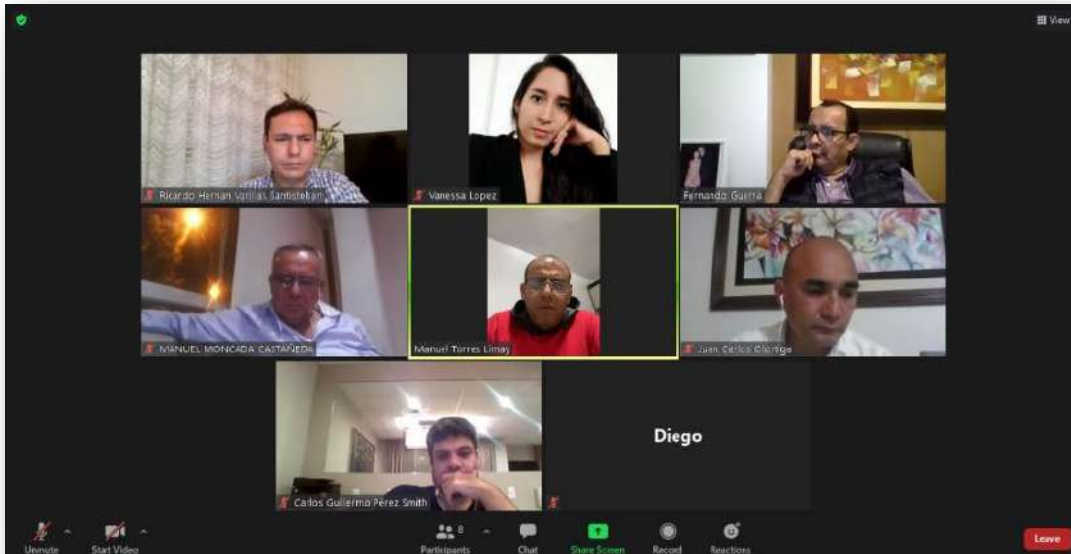 View
Ricardo Hernan Varillas Santisteban
Vanessa Lopez
Fernando Guerra
MANUEL MONCADA CASTAÑEDA
Manuel Torres Limay
Juan Carlos
Carlos Guillermo Pérez Smith
Diego
Unmute
Start Video
8
Participants
Chat
Share Screen
Record
Reactions
Leave